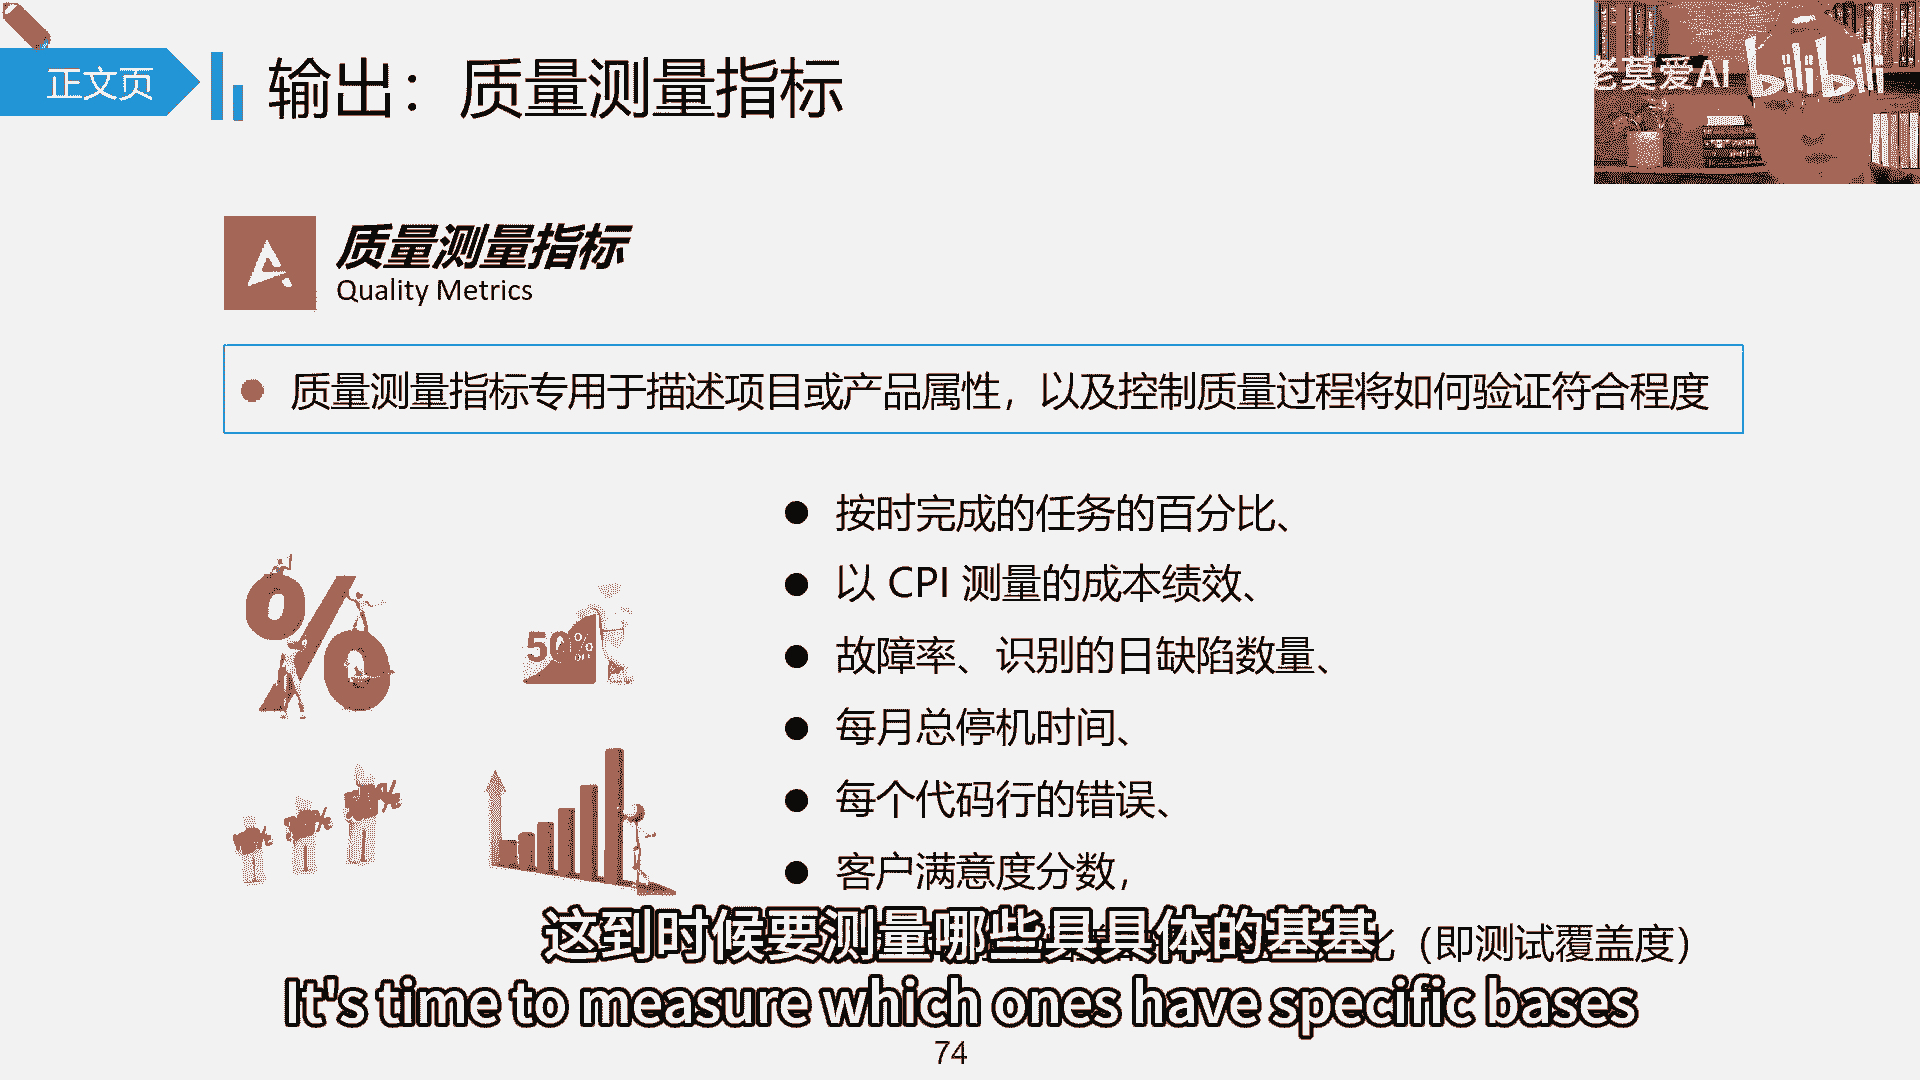 正文页
输出：质量测量指标
老莫爱AI bilibili
质量测量指标
Quality Metrics
● 质量测量指标专用于描述项目或产品属性，以及控制质量过程将如何验证符合程度
● 按时完成的任务的百分比、
● 以 CPI 测量的成本绩效、
● 故障率、识别的日缺陷数量、
● 每月总停机时间、
● 每个代码行的错误、
● 客户满意度分数，
%
50% OFF
（即测试覆盖度）
这到时候要测量哪些具具体的基基
It's time to measure which ones have specific bases
74